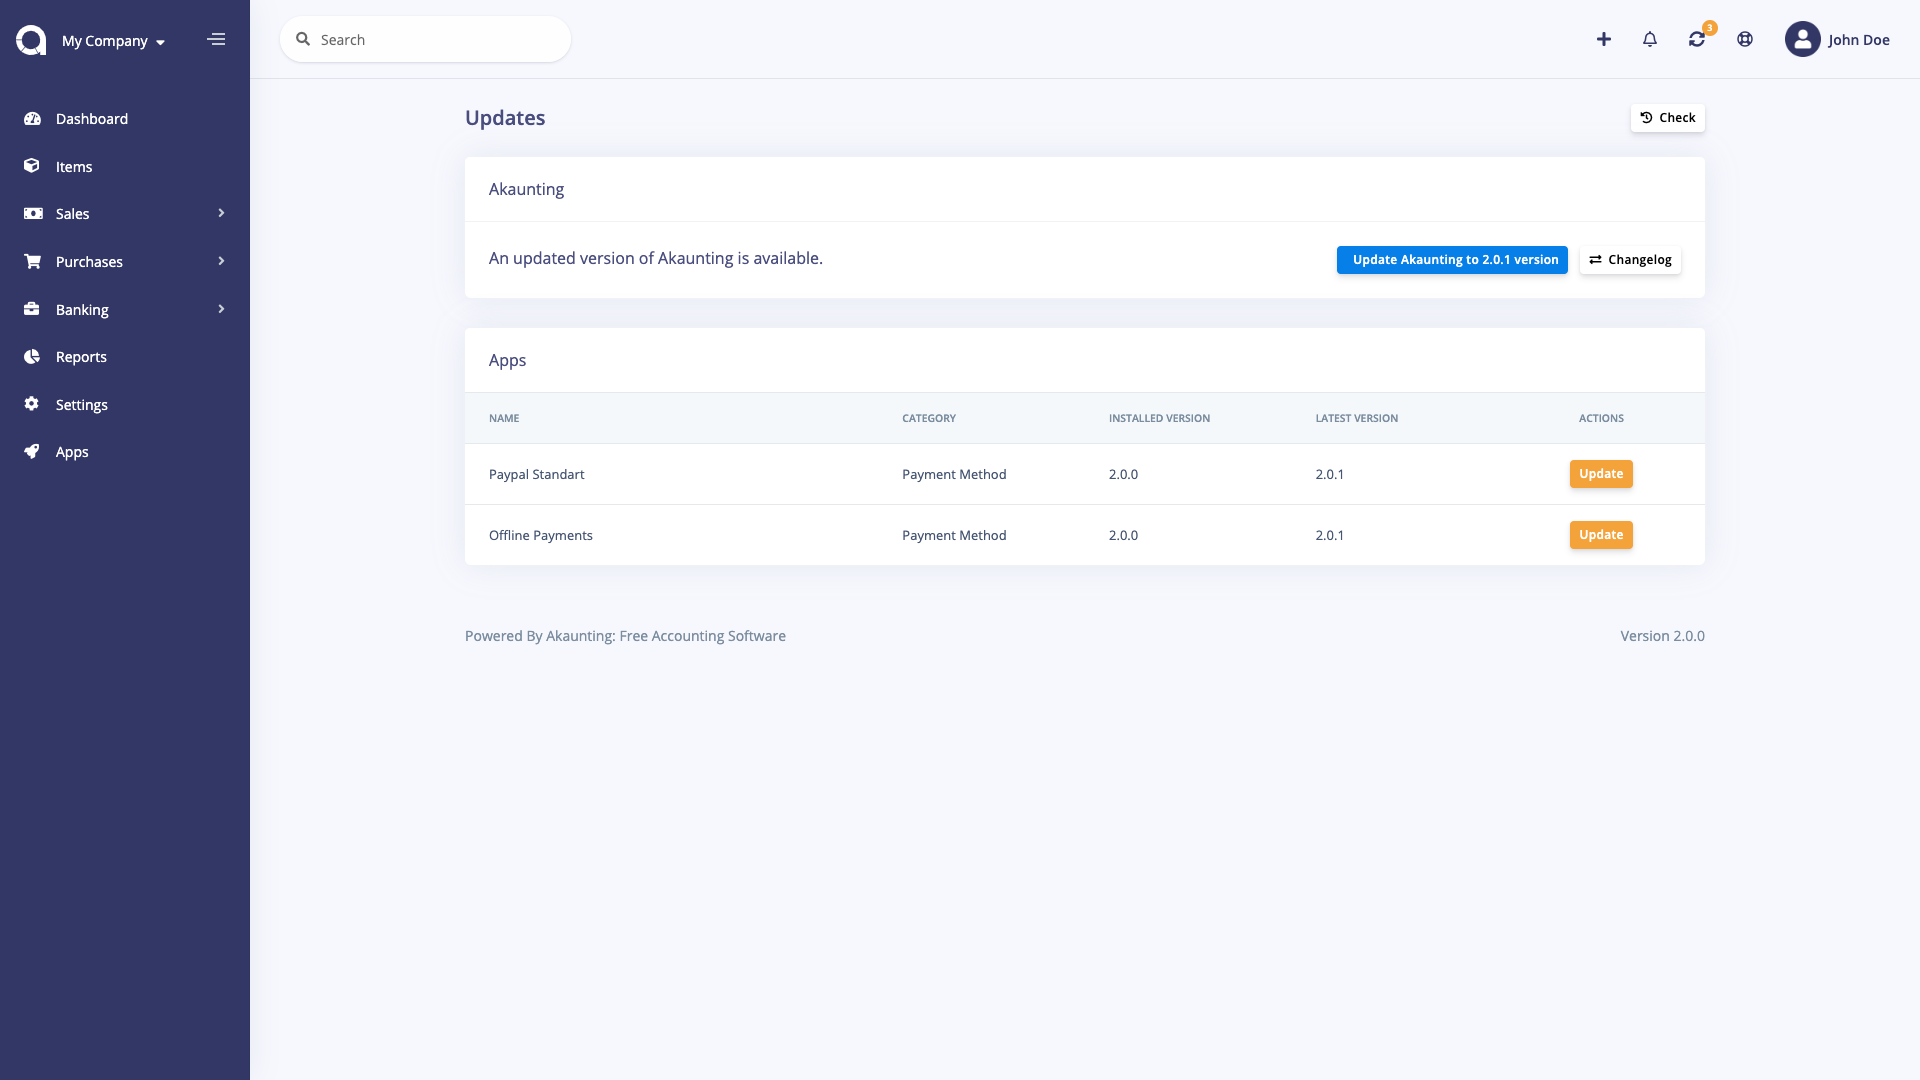 My Company
Search
3
John Doe
Dashboard
Items
Sales
Purchases
Banking
Reports
Settings
Apps
Updates
Check
Akaunting
An updated version of Akaunting is available.
Update Akaunting to 2.0.1 version
Changelog
Apps
NAME CATEGORY INSTALLED VERSION LATEST VERSION ACTIONS
Paypal Standart Payment Method 2.0.0 2.0.1 Update
Offline Payments Payment Method 2.0.0 2.0.1 Update
Powered By Akaunting: Free Accounting Software
Version 2.0.0